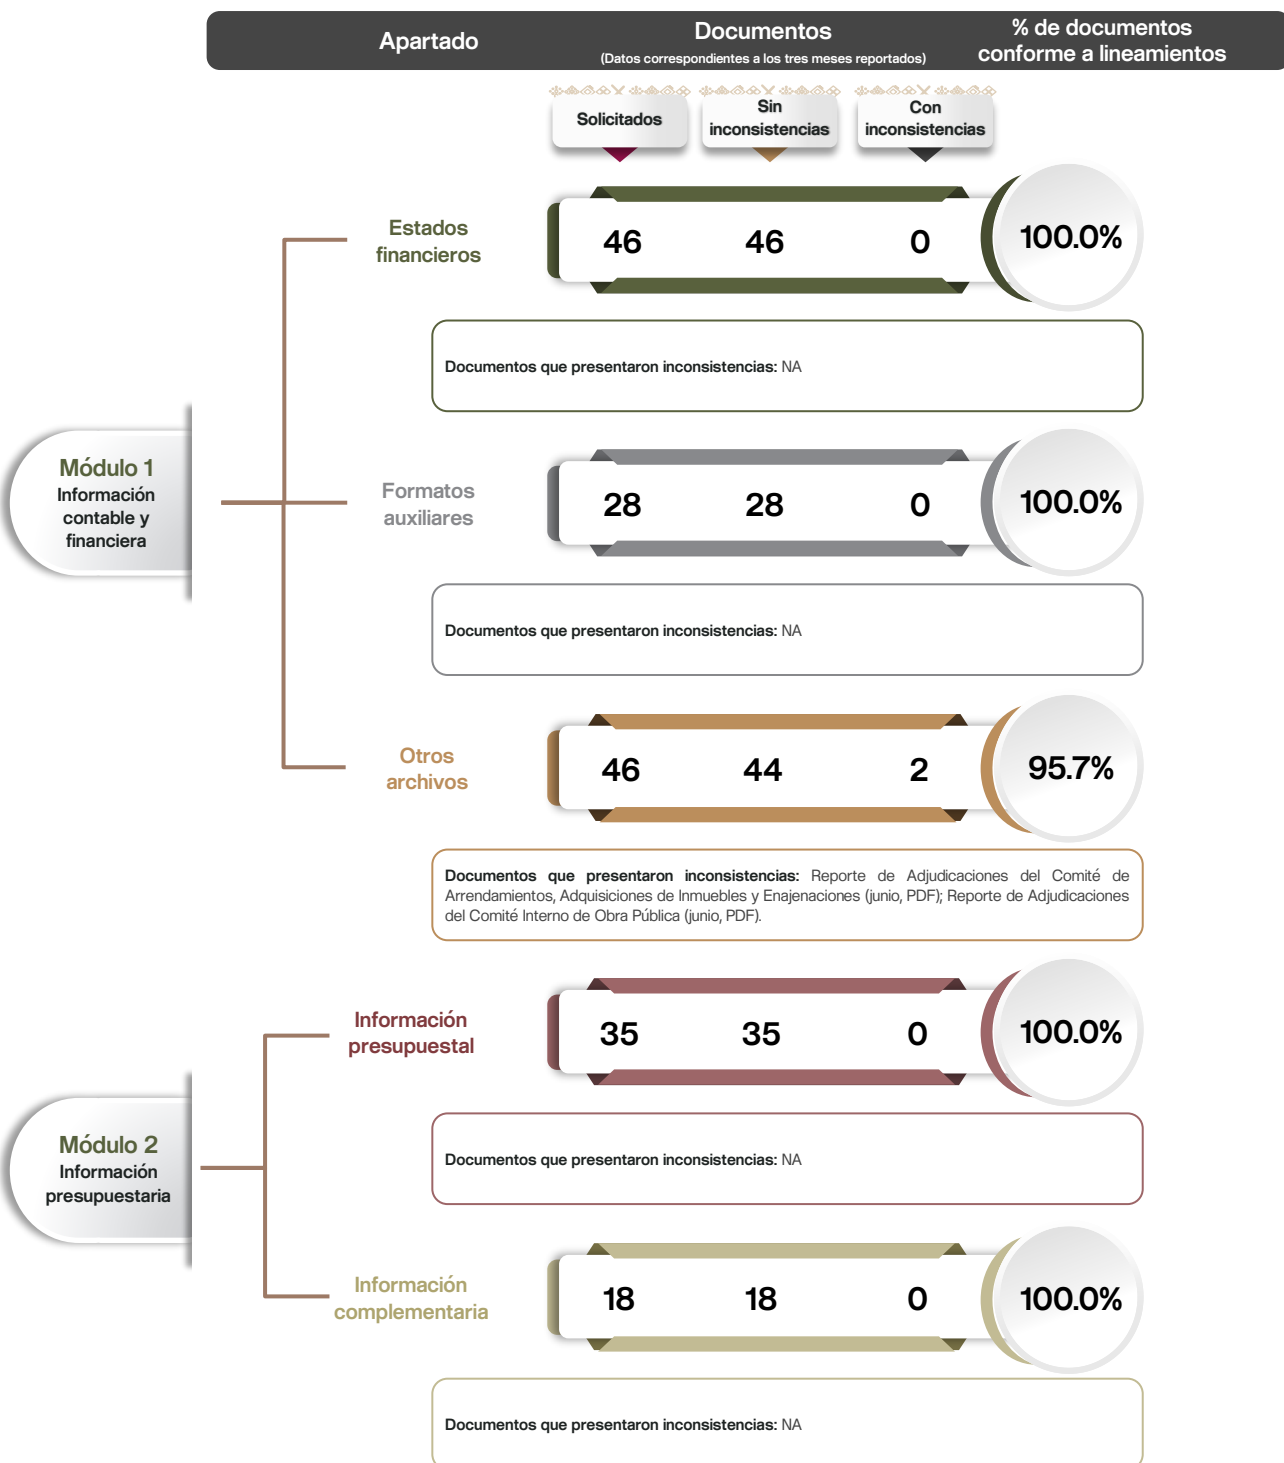 Apartado
Documentos
(Datos correspondientes a los tres meses reportados)
% de documentos
conforme a lineamientos
Solicitados
Sin
inconsistencias
Con
inconsistencias
Módulo 1
Información
contable y
financiera
Estados
financieros
46 46 0 100.0%
Documentos que presentaron inconsistencias: NA
Formatos
auxiliares
28 28 0 100.0%
Documentos que presentaron inconsistencias: NA
Otros
archivos
46 44 2 95.7%
Documentos que presentaron inconsistencias: Reporte de Adjudicaciones del Comité de
Arrendamientos, Adquisiciones de Inmuebles y Enajenaciones (junio, PDF); Reporte de Adjudicaciones
del Comité Interno de Obra Pública (junio, PDF).
Módulo 2
Información
presupuestaria
Información
presupuestal
35 35 0 100.0%
Documentos que presentaron inconsistencias: NA
Información
complementaria
18 18 0 100.0%
Documentos que presentaron inconsistencias: NA